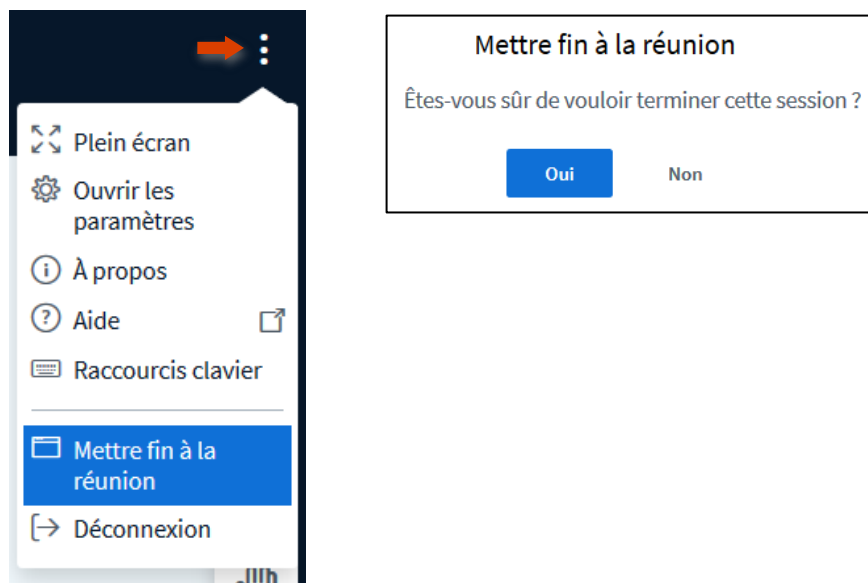 Plein écran
Ouvrir les
paramètres
À propos
Aide
Raccourcis clavier
Mettre fin à la
réunion
Déconnexion
Mettre fin à la réunion
Êtes-vous sûr de vouloir terminer cette session ?
Oui Non